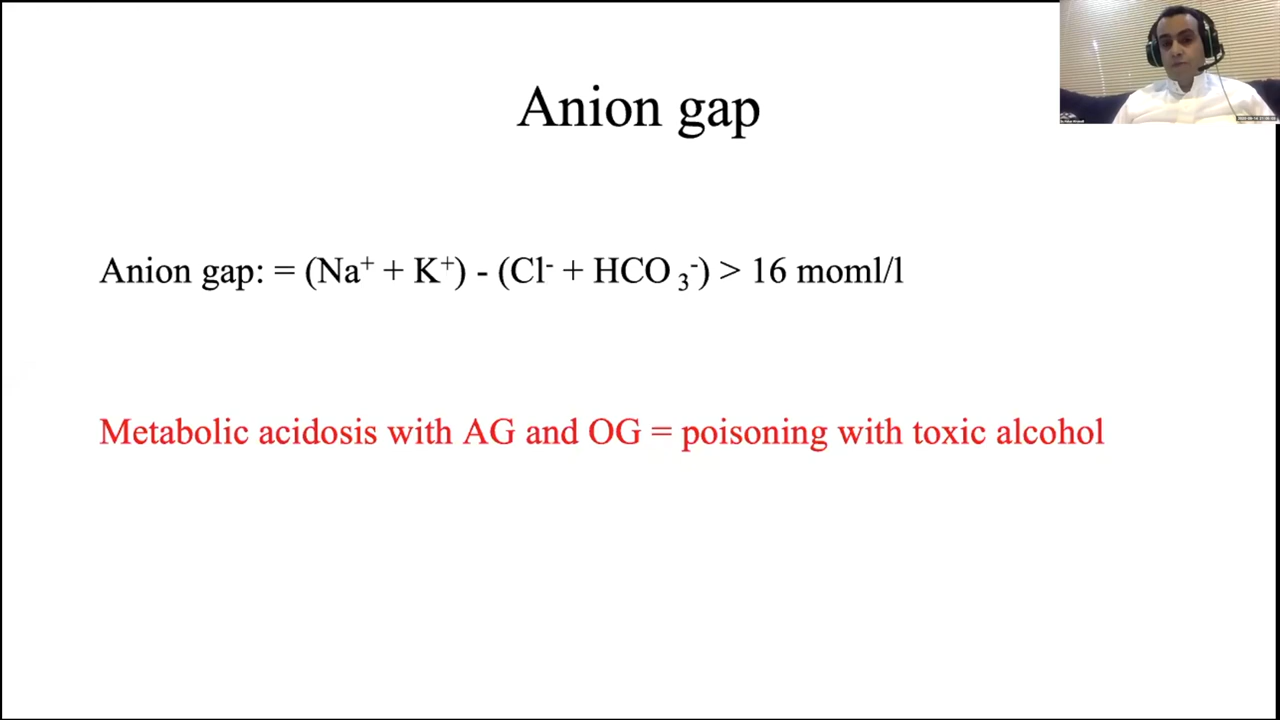 Anion gap
Anion gap: = (Na⁺ + K⁺) - (Cl⁻ + HCO ₃⁻) > 16 moml/l
Metabolic acidosis with AG and OG = poisoning with toxic alcohol